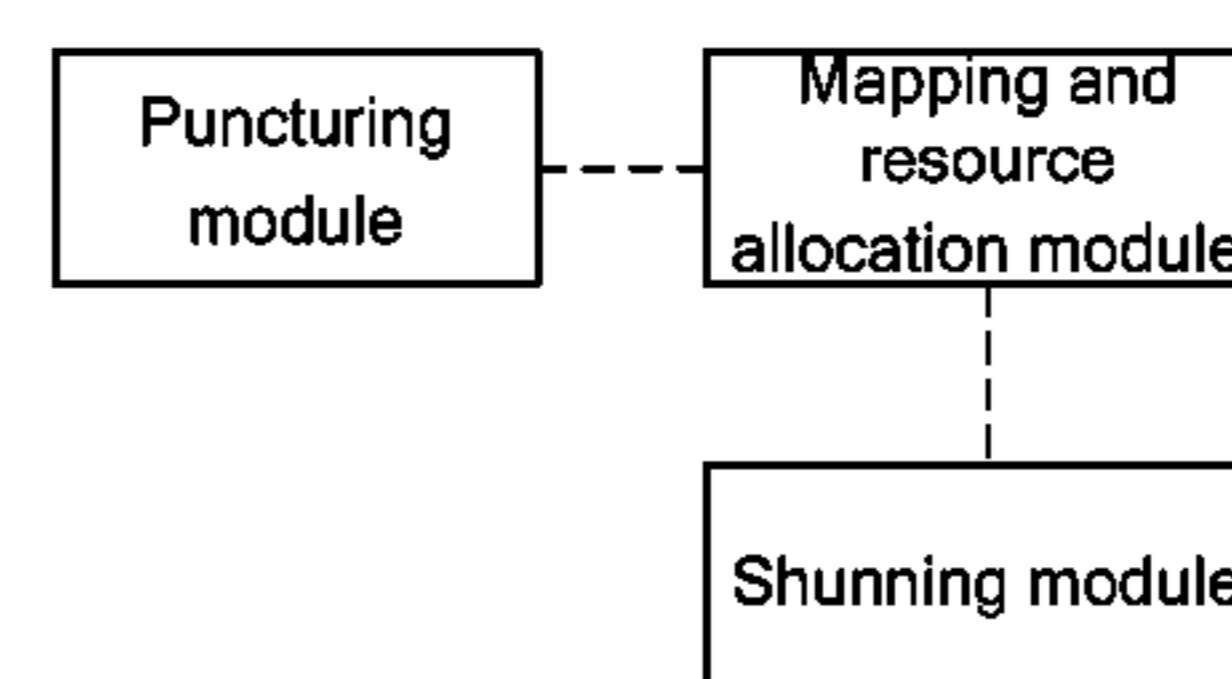 Puncturing
module
Mapping and
resource
allocation module
Shunning module